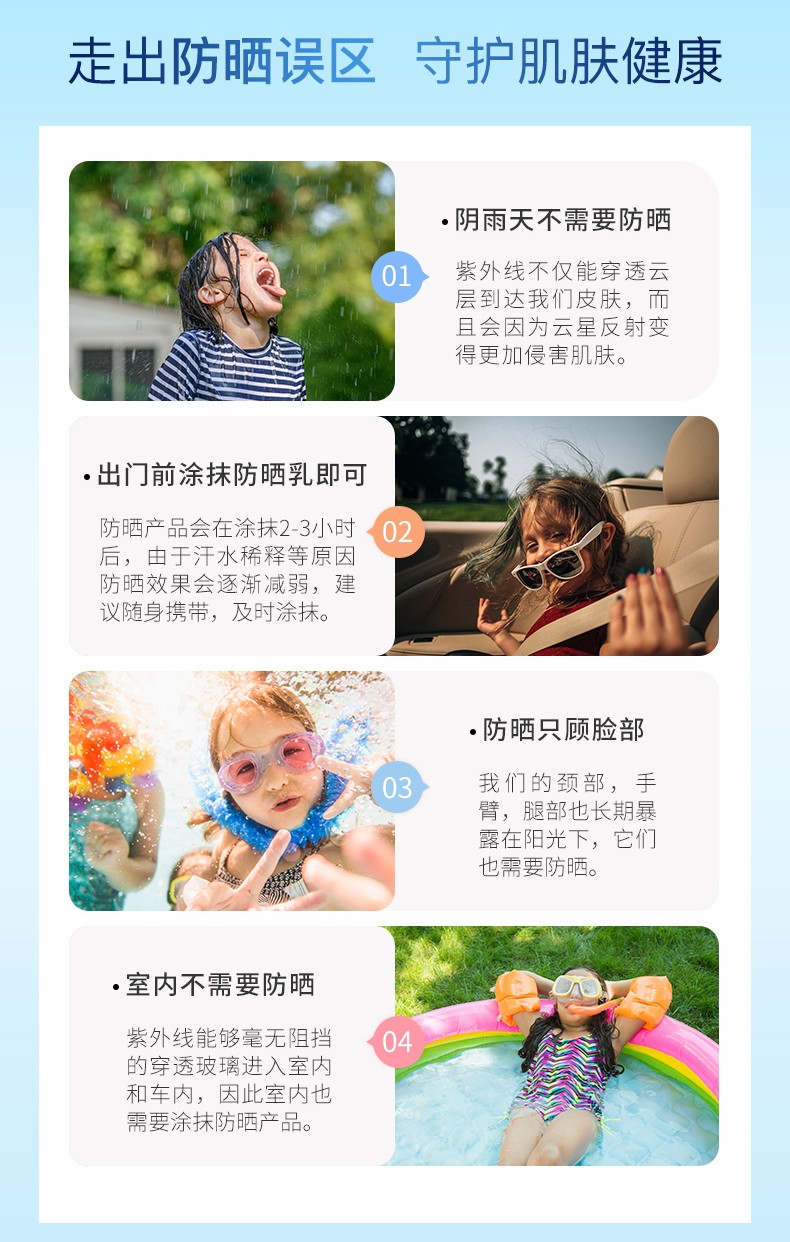 走出防晒误区 守护肌肤健康
01
·阴雨天不需要防晒
紫外线不仅能穿透云
层到达我们皮肤，而
且会因为云星反射变
得更加侵害肌肤。
·出门前涂抹防晒乳即可
防晒产品会在涂抹2-3小时
后，由于汗水稀释等原因
防晒效果会逐渐减弱，建
议随身携带，及时涂抹。
02
03
·防晒只顾脸部
我们的颈部，手
臂，腿部也长期暴
露在阳光下，它们
也需要防晒。
·室内不需要防晒
紫外线能够毫无阻挡
的穿透玻璃进入室内
和车内，因此室内也
需要涂抹防晒产品。
04